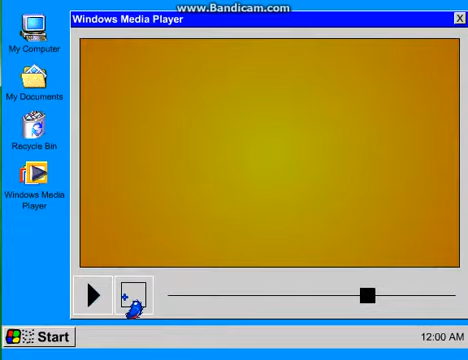 www.Bandicam.com
Windows Media Player
X
My Computer
My Documents
Recycle Bin
Windows Media
Player
Start
12:00 AM